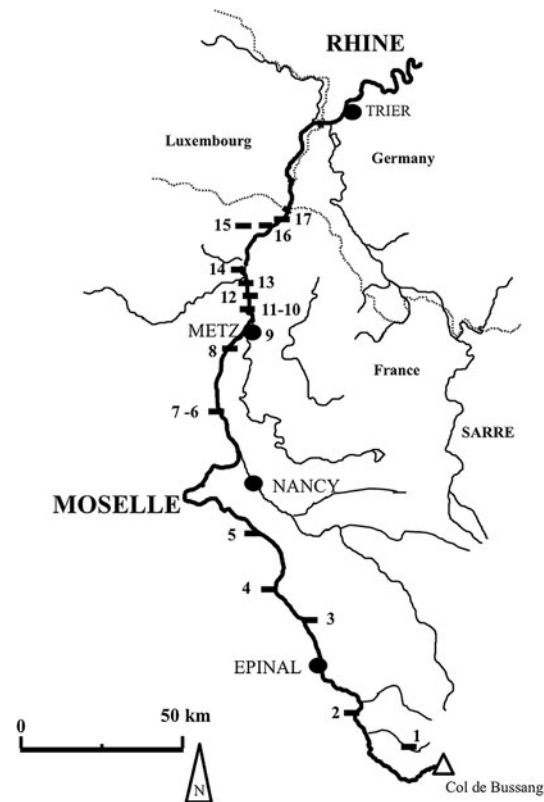 RHINE
TRIER
Luxembourg
Germany
17
15
16
14
13
12
11-10
METZ
9
8
France
7 -6
SARRE
NANCY
MOSELLE
5
4
3
EPINAL
2
50 km
0
1
N
Col de Bussang